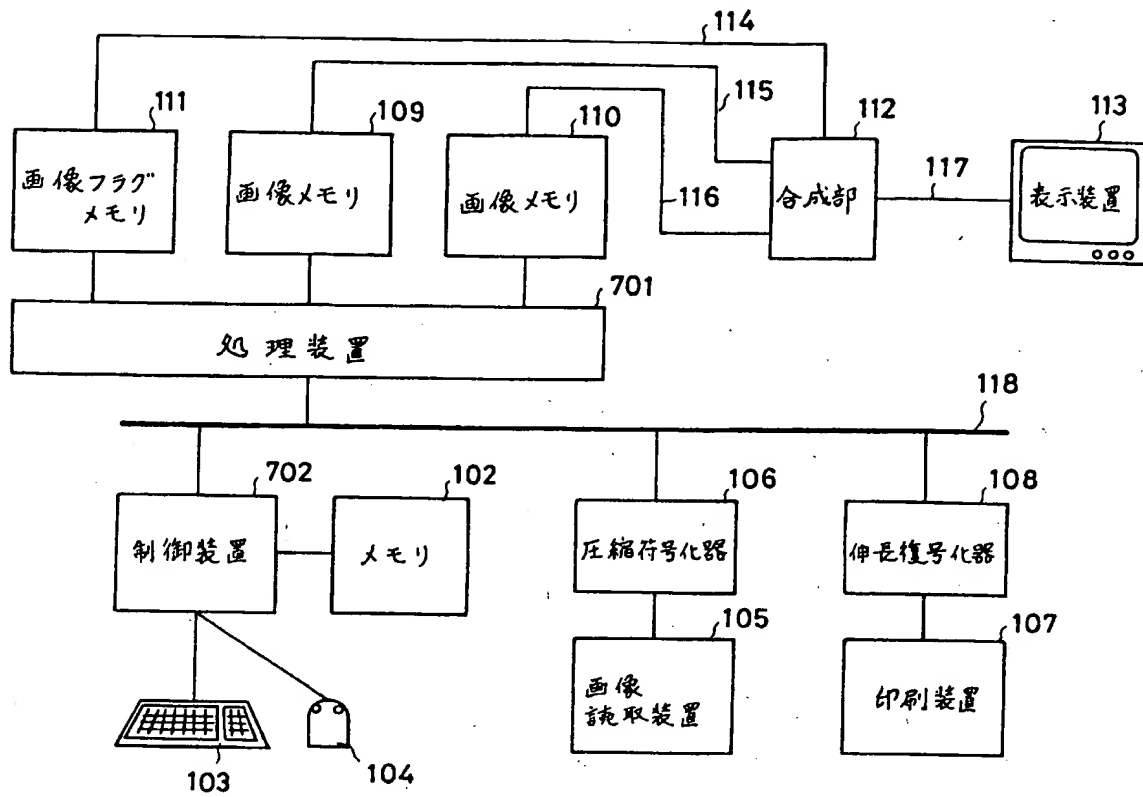 114
111
109
110
115
112
113
画像フラグ
メモリ
画像メモリ
画像メモリ
116
合成部
117
表示装置
701
処理装置
118
702
102
106
108
制御装置
メモリ
圧縮符号化器
伸長復号化器
105
107
画像
読取装置
印刷装置
103
104